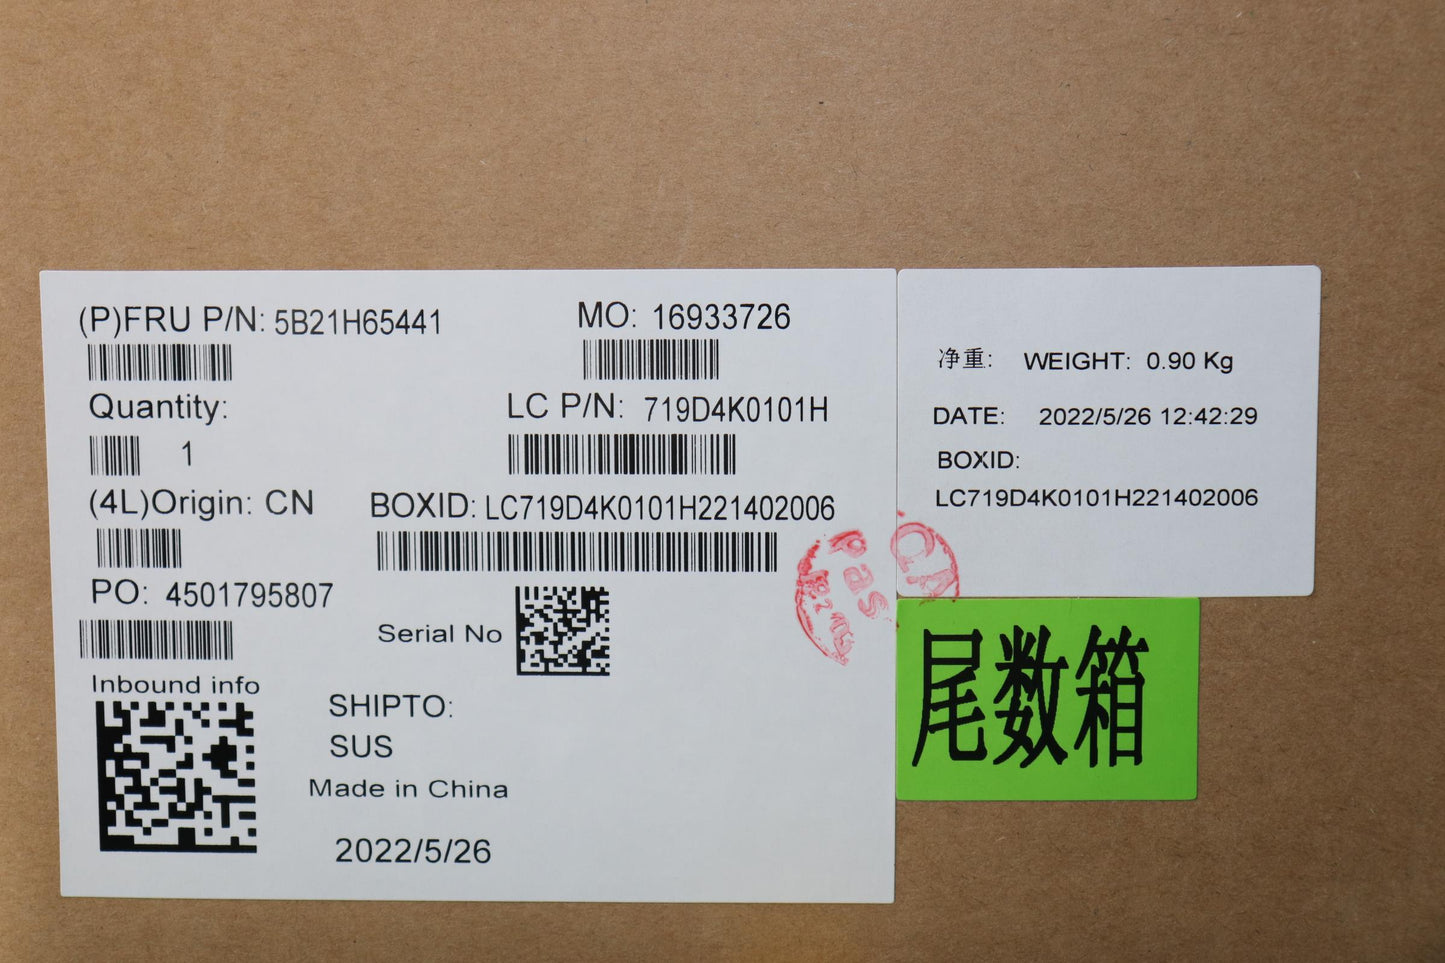 (P)FRU P/N: 5B21H65441
MO: 16933726
Quantity:
1
LC P/N: 719D4K0101H
(4L)Origin: CN
BOXID: LC719D4K0101H221402006
PO: 4501795807
Serial No
Inbound info
SHIPTO:
SUS
Made in China
2022/5/26
净重: WEIGHT: 0.90 Kg
DATE: 2022/5/26 12:42:29
BOXID:
LC719D4K0101H221402006
QA
pas
尾数箱